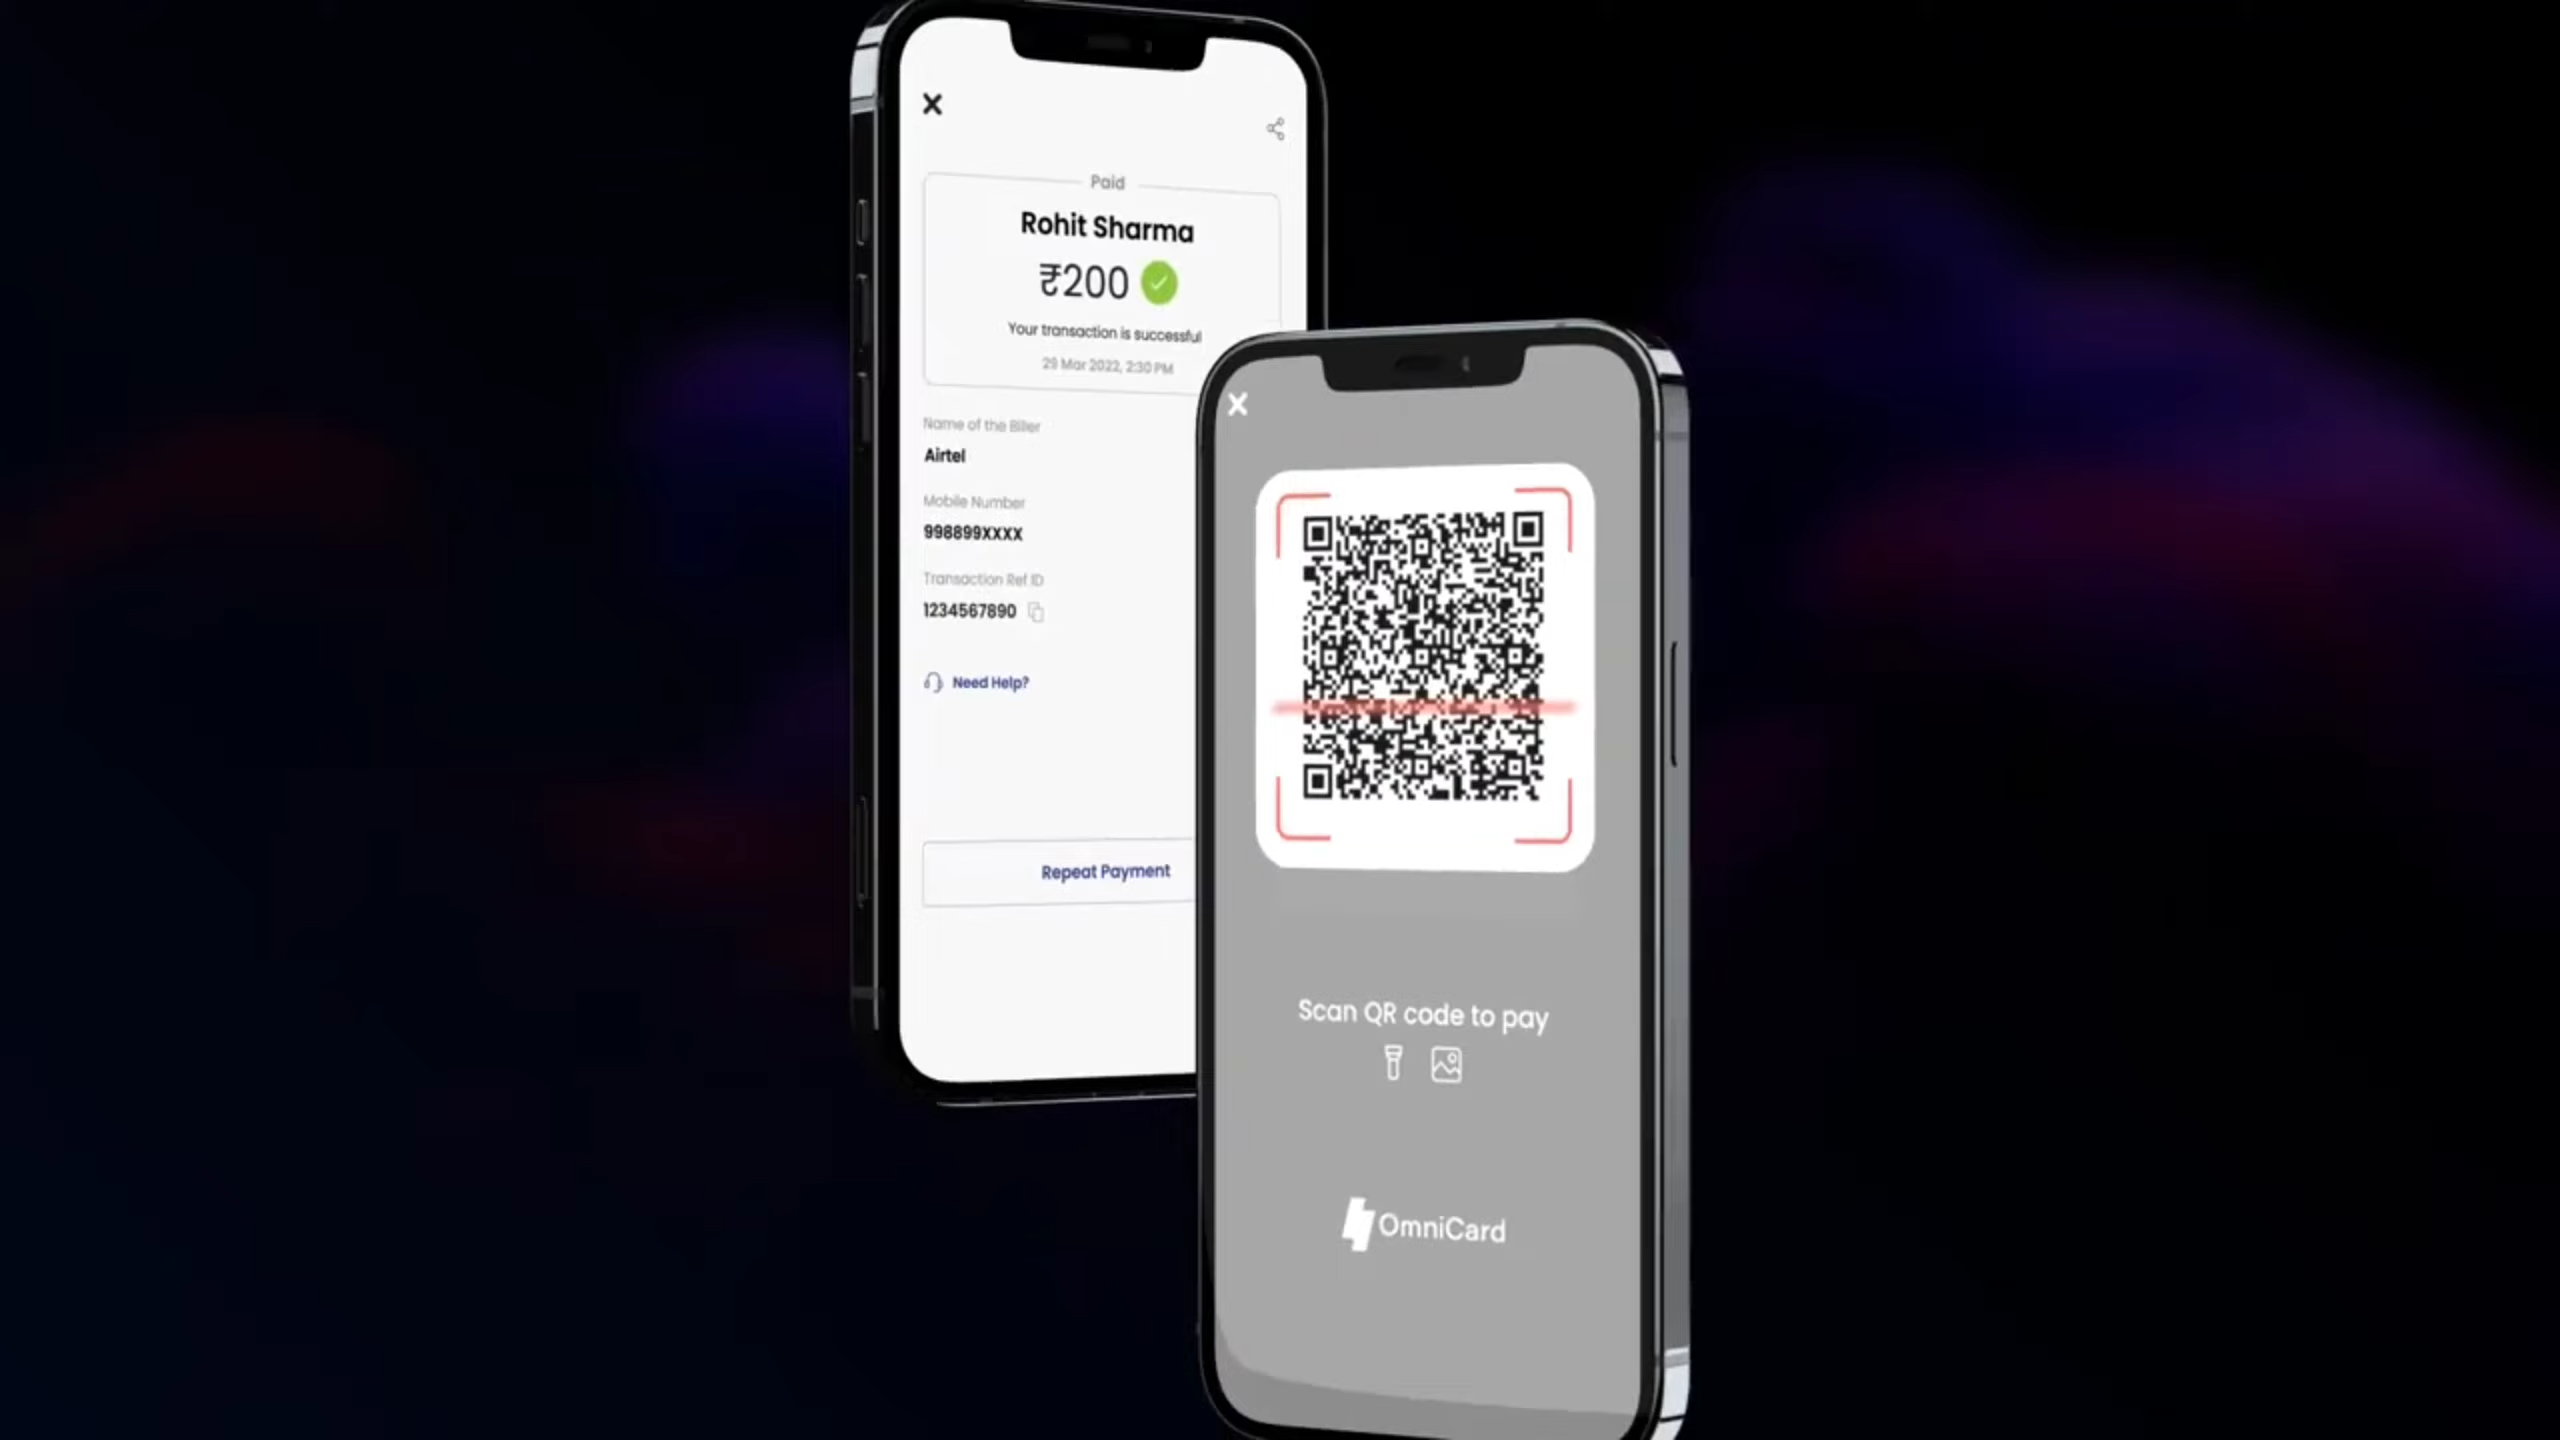 Paid
Rohit Sharma
₹200
Your transaction is successful
29 Mar 2022, 2:30 PM
Name of the Biller
Airtel
Mobile Number
998899XXXX
Transaction Ref ID
1234567890
Need Help?
Repeat Payment
Scan QR code to pay
OmniCard